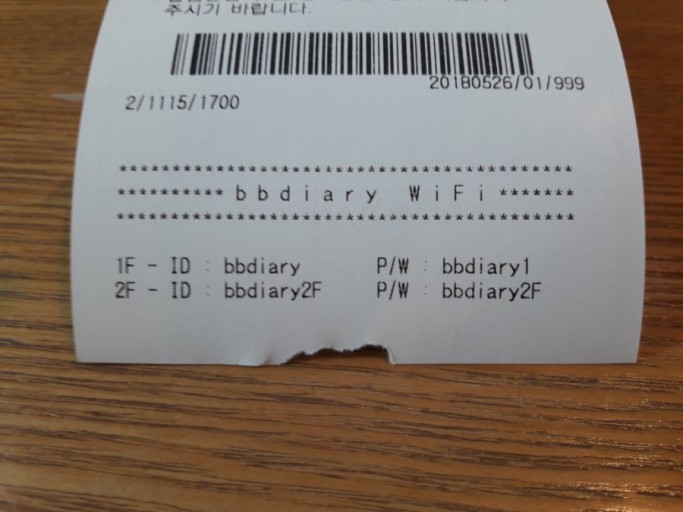 주시기 바랍니다.
20180526/01/999
2/1115/1700
*******************************************
********** bbdiary WiFi *******
*******************************************
1F - ID : bbdiary P/W : bbdiary1
2F - ID : bbdiary2F P/W : bbdiary2F